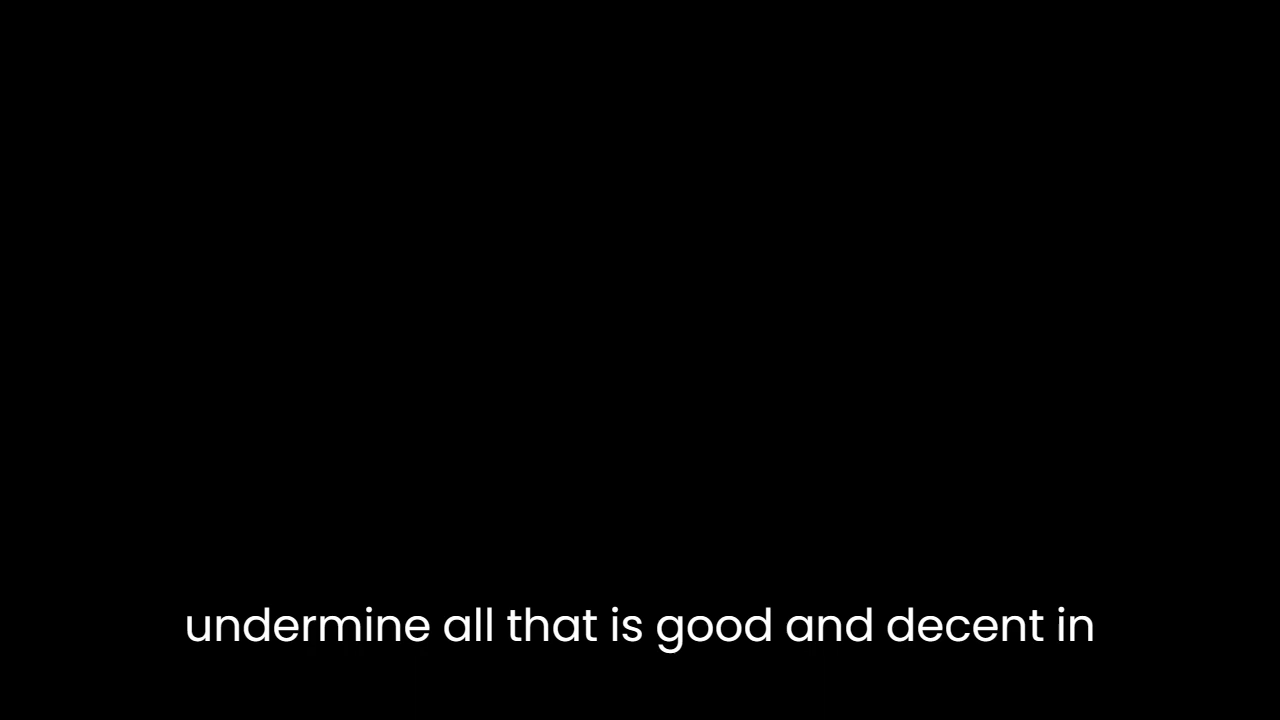 undermine all that is good and decent in